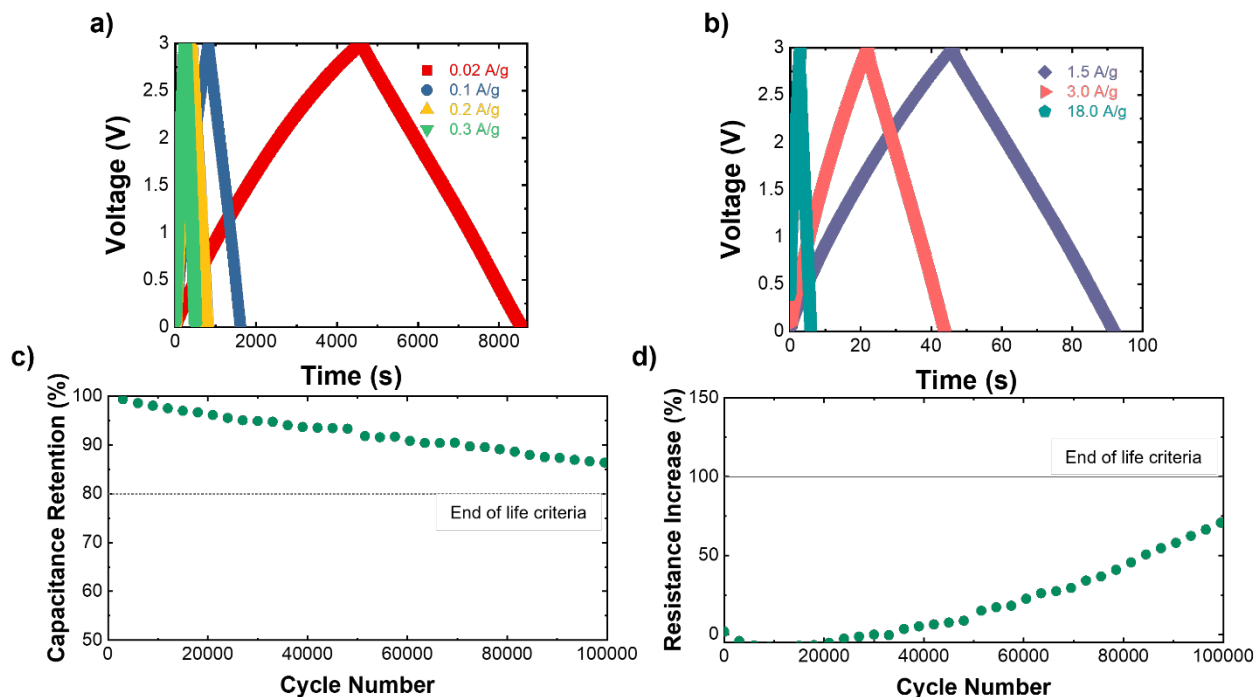 a)
3
2.5
2
1.5
1
0.5
0
Voltage (V)
0.02 A/g
0.1 A/g
0.2 A/g
0.3 A/g
0 2000 4000 6000 8000
Time (s)
b)
3
2.5
2
1.5
1
0.5
0
Voltage (V)
1.5 A/g
3.0 A/g
18.0 A/g
0 20 40 60 80 100
Time (s)
c)
100
90
80
70
60
50
Capacitance Retention (%)
End of life criteria
0 20000 40000 60000 80000 100000
Cycle Number
d)
150
100
50
0
Resistance Increase (%)
End of life criteria
0 20000 40000 60000 80000 100000
Cycle Number